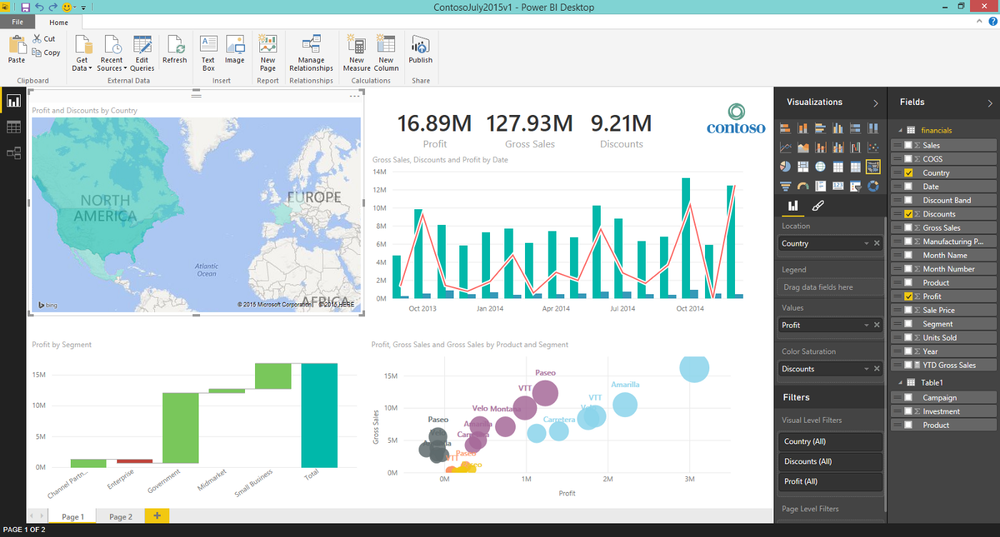 ContosoJuly2015v1 - Power BI Desktop
File
Home
Paste
Cut
Copy
Clipboard
Get Data
Recent Sources
Edit Queries
Refresh
External Data
Text Box
Image
Insert
New Page
Report
Manage Relationships
Relationships
New Measure
New Column
Calculations
Publish
Share
Profit and Discounts by Country
NORTH
AMERICA
EUROPE
Atlantic
Ocean
AFRICA
bing
© 2015 Microsoft Corporation © 2015 HERE
16.89M
Profit
127.93M
Gross Sales
9.21M
Discounts
contoso
Gross Sales, Discounts and Profit by Date
14M
12M
10M
8M
6M
4M
2M
0M
Oct 2013
Jan 2014
Apr 2014
Jul 2014
Oct 2014
Profit by Segment
15M
10M
5M
0M
Channel Partn...
Enterprise
Government
Midmarket
Small Business
Total
Profit, Gross Sales and Gross Sales by Product and Segment
Gross Sales
15M
10M
5M
0M
Paseo
VTT
Amarilla
VTT
Velo
Montana
Carretera
Paseo
Velo
Amarilla
VTT
Paseo
0M
1M
2M
3M
Profit
Page 1
Page 2
PAGE 1 OF 2
Visualizations
Location
Country
Legend
Drag data fields here
Values
Profit
Color Saturation
Discounts
Filters
Visual Level Filters
Country (All)
Discounts (All)
Profit (All)
Page Level Filters
Fields
financials
Sales
COGS
Country
Date
Discount Band
Discounts
Gross Sales
Manufacturing P...
Month Name
Month Number
Product
Profit
Sale Price
Segment
Units Sold
Year
YTD Gross Sales
Table1
Campaign
Investment
Product